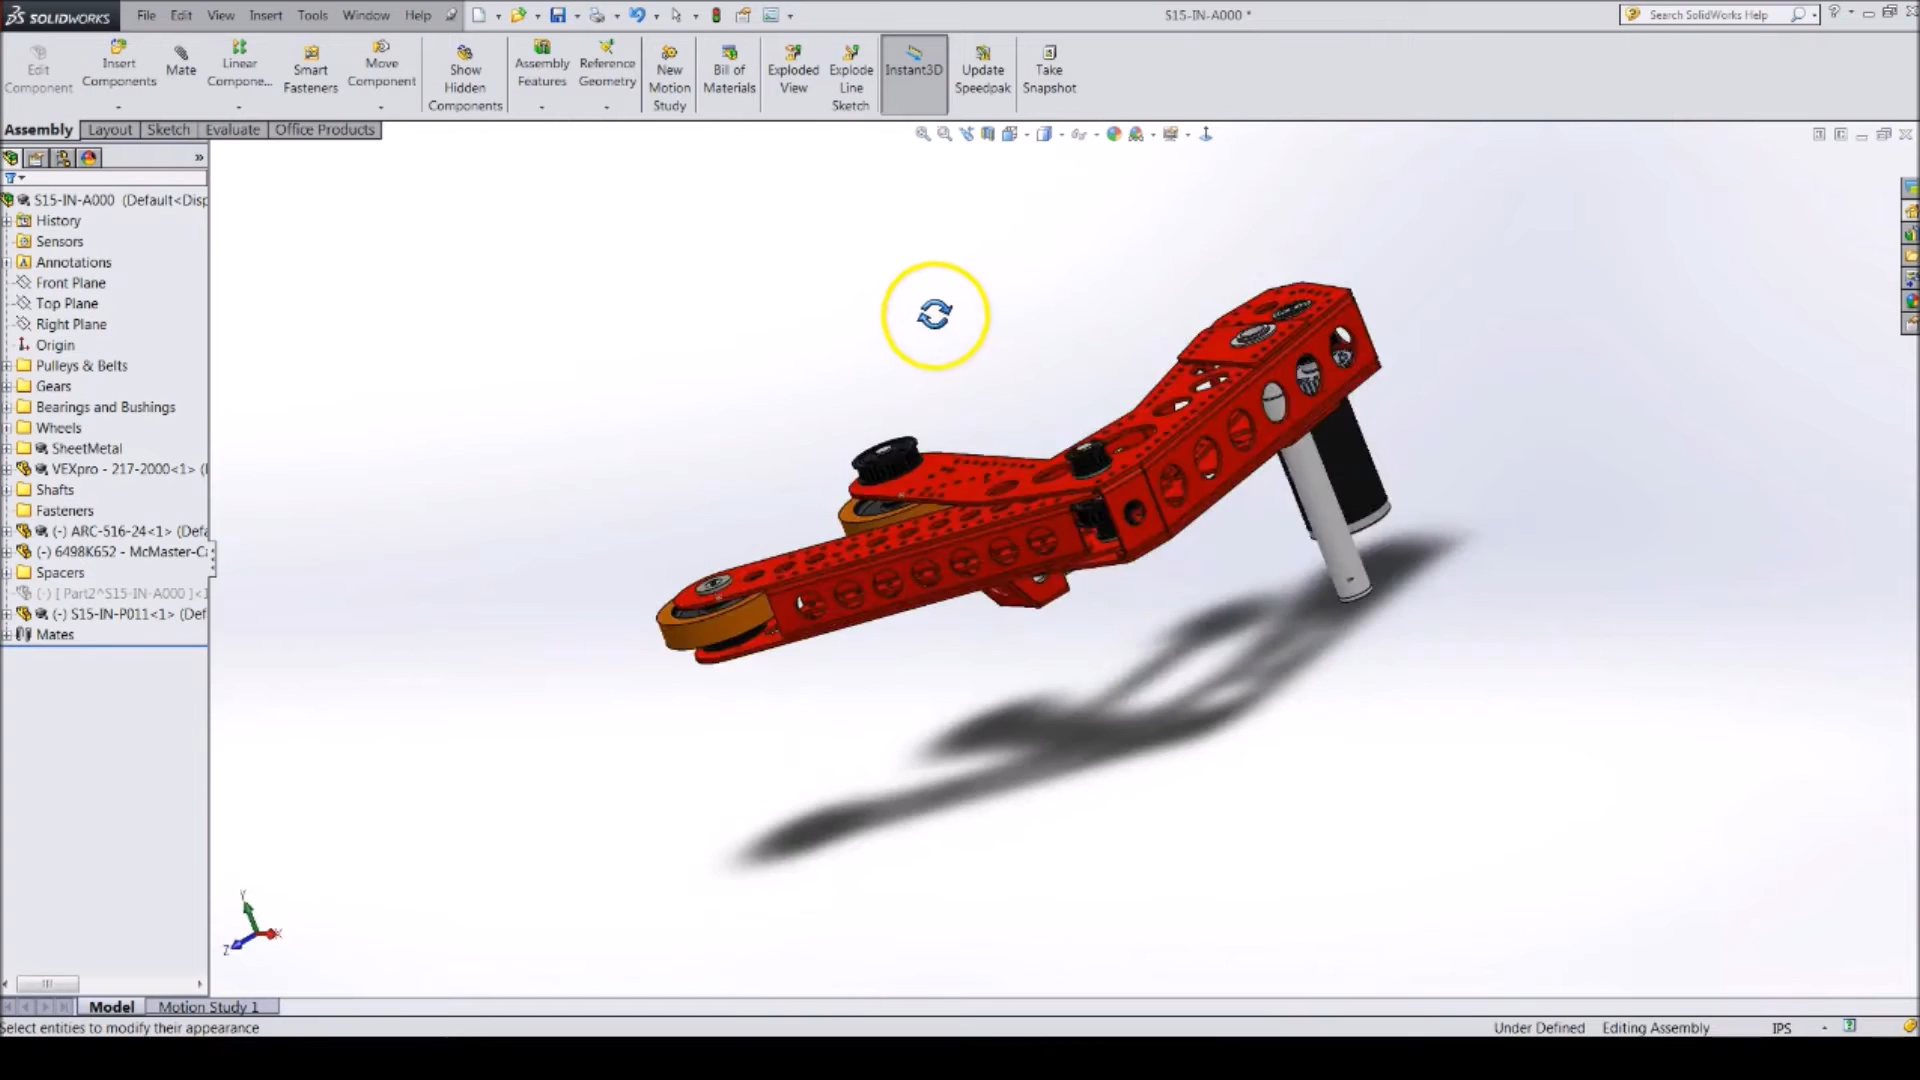 SOLIDWORKS File Edit View Insert Tools Window Help S15-IN-A000 * Search SolidWorks Help
Edit Component
Insert Components
Mate
Linear Compone...
Smart Fasteners
Move Component
Show Hidden Components
Assembly Features
Reference Geometry
New Motion Study
Bill of Materials
Exploded View
Explode Line Sketch
Instant3D
Update Speedpak
Take Snapshot
Assembly Layout Sketch Evaluate Office Products
S15-IN-A000 (Default<Disp
History
Sensors
Annotations
Front Plane
Top Plane
Right Plane
Origin
Pulleys & Belts
Gears
Bearings and Bushings
Wheels
SheetMetal
VEXpro - 217-2000<1> (
Shafts
Fasteners
(-) ARC-516-24<1> (Defa
(-) 6498K652 - McMaster-Ca
Spacers
(-) [ Part2^S15-IN-A000 ]<1
(-) S15-IN-P011<1> (Def
Mates
Y
X
Z
Model Motion Study 1
Select entities to modify their appearance Under Defined Editing Assembly IPS